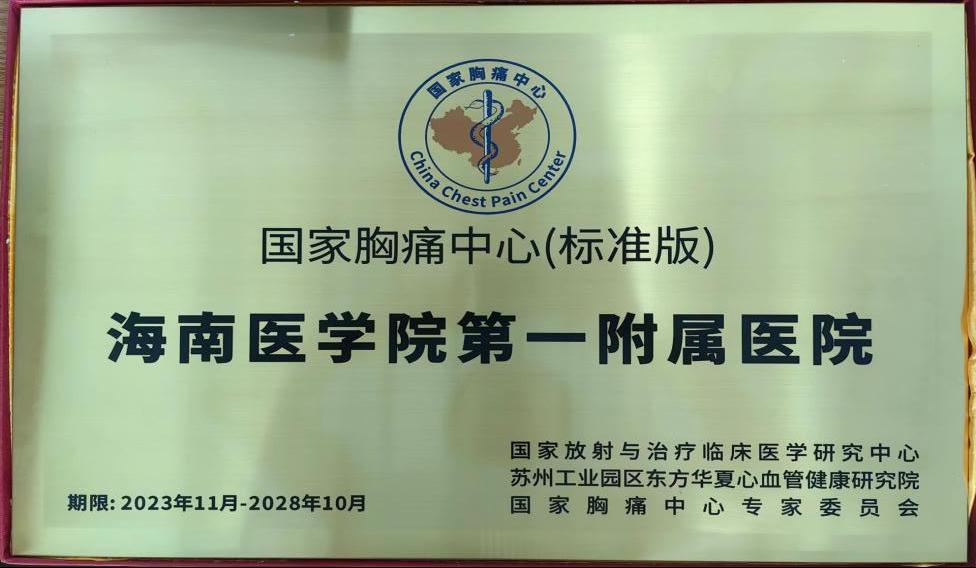 国家胸痛中心
China Chest Pain Center
国家胸痛中心(标准版)
海南医学院第一附属医院
国家放射与治疗临床医学研究中心
苏州工业园区东方华夏心血管健康研究院
国家胸痛中心专家委员会
期限: 2023年11月-2028年10月